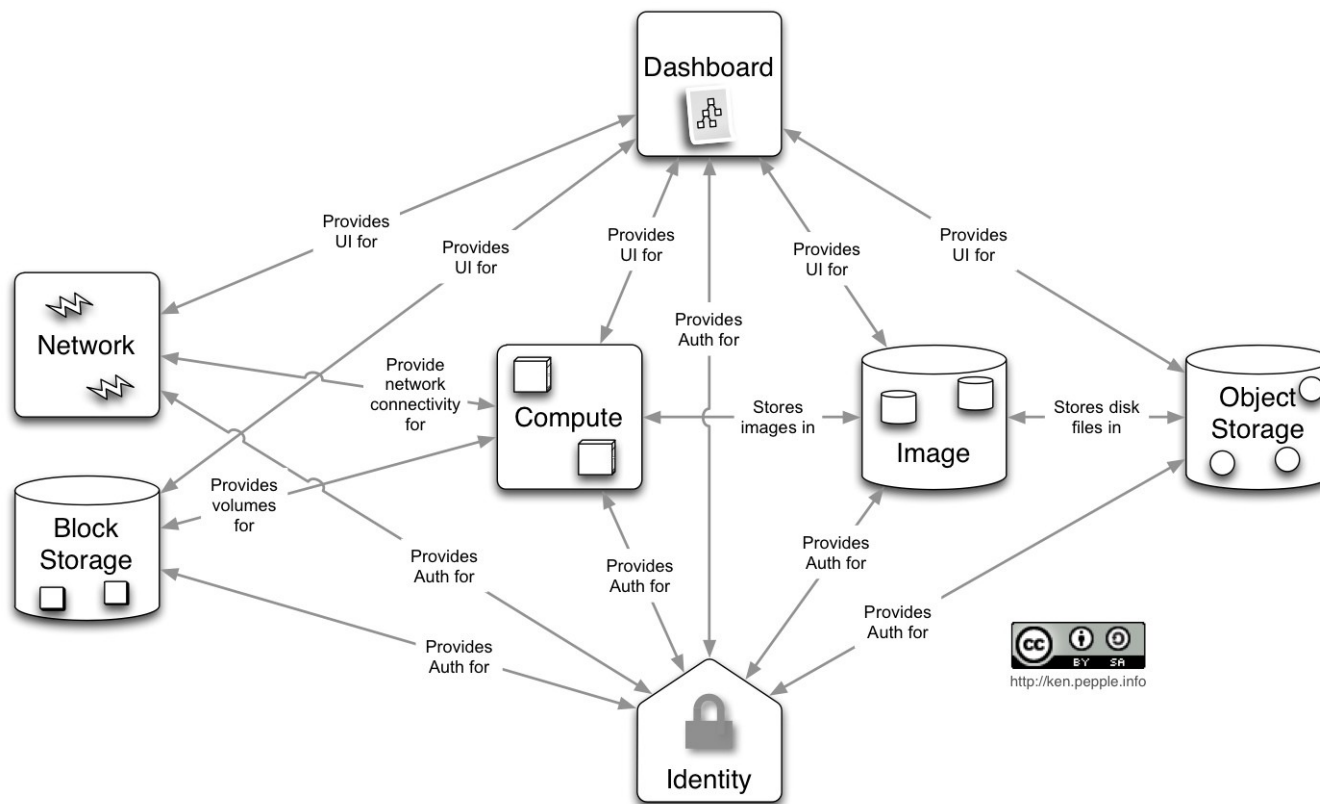 Dashboard
Provides
UI for
Provides
UI for
Provides
UI for
Provides
UI for
Provides
UI for
Network
Provides
Auth for
Provide
network
connectivity
for
Compute
Stores
images in
Image
Stores disk
files in
Object
Storage
Block
Storage
Provides
volumes
for
Provides
Auth for
Provides
Auth for
Provides
Auth for
Provides
Auth for
Provides
Auth for
Identity
cc
BY SA
http://ken.pepple.info